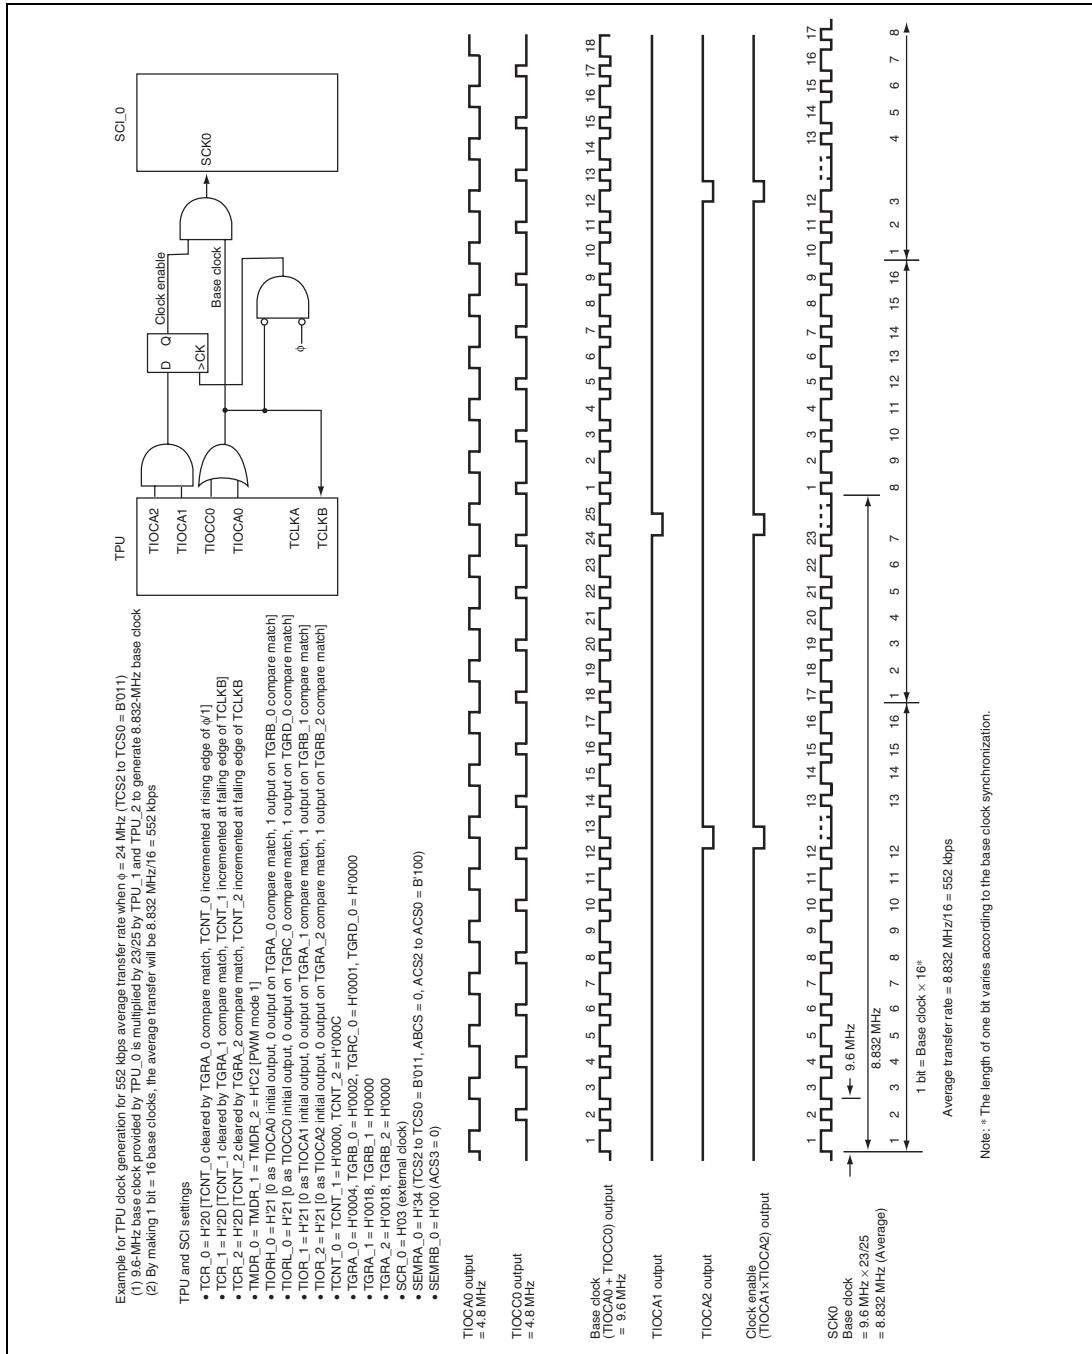 Example for TPU clock generation for 552 kbps average transfer rate when φ = 24 MHz (TCS2 to TCS0 = B'011)
(1) 9.6-MHz base clock provided by TPU_0 is multiplied by 23/25 by TPU_1 and TPU_2 to generate 8.832-MHz base clock
(2) By making 1 bit = 16 base clocks, the average transfer will be 8.832 MHz/16 = 552 kbps
TPU and SCI settings
• TCR_0 = H'20 [TCNT_0 cleared by TGRA_0 compare match, TCNT_0 incremented at rising edge of φ/1]
• TCR_1 = H'2D [TCNT_1 cleared by TGRA_1 compare match, TCNT_1 incremented at falling edge of TCLKB]
• TCR_2 = H'2D [TCNT_2 cleared by TGRA_2 compare match, TCNT_2 incremented at falling edge of TCLKB
• TMDR_0 = TMDR_1 = TMDR_2 = H'C2 [PWM mode 1]
• TIORH_0 = H'21 [0 as TIOCA0 initial output, 0 output on TGRA_0 compare match, 1 output on TGRB_0 compare match]
• TIORL_0 = H'21 [0 as TIOCC0 initial output, 0 output on TGRC_0 compare match, 1 output on TGRD_0 compare match]
• TIOR_1 = H'21 [0 as TIOCA1 initial output, 0 output on TGRA_1 compare match, 1 output on TGRB_1 compare match]
• TIOR_2 = H'21 [0 as TIOCA2 initial output, 0 output on TGRA_2 compare match, 1 output on TGRB_2 compare match]
• TCNT_0 = TCNT_1 = H'0000, TCNT_2 = H'000C
• TGRA_0 = H'0004, TGRB_0 = H'0002, TGRC_0 = H'0001, TGRD_0 = H'0000
• TGRA_1 = H'0018, TGRB_1 = H'0000
• TGRA_2 = H'0018, TGRB_2 = H'0000
• SCR_0 = H'03 (external clock)
• SEMRA_0 = H'34 (TCS2 to TCS0 = B'011, ABCS = 0, ACS2 to ACS0 = B'100)
• SEMRB_0 = H'00 (ACS3 = 0)
TPU
TIOCA2
TIOCA1
TIOCC0
TIOCA0
TCLKA
TCLKB
D Q
>CK
Clock enable
Base clock
φ
SCI_0
SCK0
TIOCA0 output
= 4.8 MHz
TIOCC0 output
= 4.8 MHz
Base clock
(TIOCA0 + TIOCC0) output
= 9.6 MHz
1 2 3 4 5 6 7 8 9 10 11 12 13 14 15 16 17 18 19 20 21 22 23 24 25 1 2 3 4 5 6 7 8 9 10 11 12 13 14 15 16 17 18
TIOCA1 output
TIOCA2 output
Clock enable
(TIOCA1×TIOCA2) output
SCK0
Base clock
= 9.6 MHz × 23/25
= 8.832 MHz (Average)
1 2 3 4 5 6 7 8 9 10 11 12 13 14 15 16 17 18 19 20 21 22 23 1 2 3 4 5 6 7 8 9 10 11 12 13 14 15 16 17
9.6 MHz
8.832 MHz
1 2 3 4 5 6 7 8 9 10 11 12 13 14 15 16 1 2 3 4 5 6 7 8 9 10 11 12 13 14 15 16 1 2 3 4 5 6 7 8
1 bit = Base clock × 16*
Average transfer rate = 8.832 MHz/16 = 552 kbps
Note: * The length of one bit varies according to the base clock synchronization.